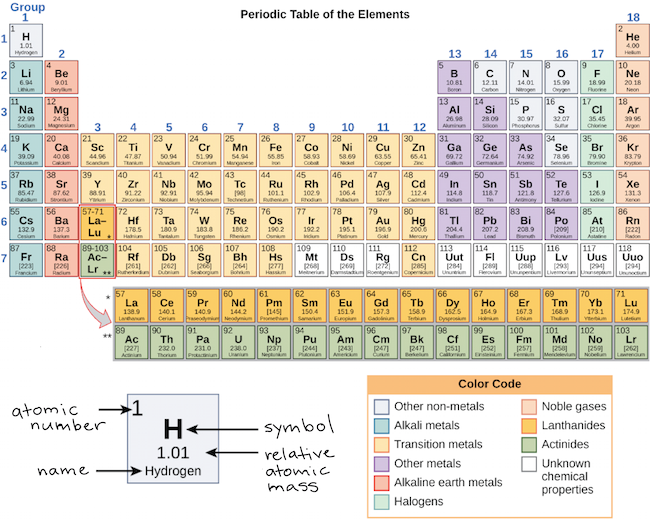 Group
Periodic Table of the Elements
1 18
1 2
1 H He
1.01 4.00
Hydrogen Helium
2 13 14 15 16 17
3 4 5 6 7 8 9 10
2 Li Be B C N O F Ne
6.94 9.01 10.81 12.11 14.01 15.99 18.99 20.18
Lithium Beryllium Boron Carbon Nitrogen Oxygen Fluorine Neon
11 12 13 14 15 16 17 18
3 Na Mg Al Si P S Cl Ar
22.99 24.31 26.98 28.09 30.97 32.07 35.45 39.95
Sodium Magnesium Aluminum Silicon Phosphorus Sulfur Chlorine Argon
3 4 5 6 7 8 9 10 11 12
19 20 21 22 23 24 25 26 27 28 29 30 31 32 33 34 35 36
4 K Ca Sc Ti V Cr Mn Fe Co Ni Cu Zn Ga Ge As Se Br Kr
39.09 40.08 44.96 47.87 50.94 51.99 54.94 55.85 58.93 58.69 63.55 65.41 69.72 72.64 74.92 78.96 79.90 83.79
Potassium Calcium Scandium Titanium Vanadium Chromium Manganese Iron Cobalt Nickel Copper Zinc Gallium Germanium Arsenic Selenium Bromine Krypton
37 38 39 40 41 42 43 44 45 46 47 48 49 50 51 52 53 54
5 Rb Sr Y Zr Nb Mo Tc Ru Rh Pd Ag Cd In Sn Sb Te I Xe
85.47 87.62 88.91 91.22 92.91 95.94 [98] 101.1 102.9 106.4 107.9 112.4 114.8 118.7 121.8 127.6 126.9 131.3
Rubidium Strontium Yttrium Zirconium Niobium Molybdenum Technetium Ruthenium Rhodium Palladium Silver Cadmium Indium Tin Antimony Tellurium Iodine Xenon
55 56 57-71 72 73 74 75 76 77 78 79 80 81 82 83 84 85 86
6 Cs Ba La– Hf Ta W Re Os Ir Pt Au Hg Tl Pb Bi Po At Rn
132.9 137.3 Lu * 178.5 180.9 183.8 186.2 190.2 192.2 195.1 196.9 200.6 204.4 207.2 208.9 [209] [210] [222]
Cesium Barium Hafnium Tantalum Tungsten Rhenium Osmium Iridium Platinum Gold Mercury Thallium Lead Bismuth Polonium Astatine Radon
87 88 89-103 104 105 106 107 108 109 110 111 112 113 114 115 116 117 118
7 Fr Ra Ac– Rf Db Sg Bh Hs Mt Ds Rg Cn Uut Fl Uup Lv Uus Uuo
[223] [226] Lr ** [261] [262] [266] [264] [277] [268] [269] [272] [285] [284] [289] [288] [293] [294] [294]
Francium Radium Rutherfordium Dubnium Seaborgium Bohrium Hassium Meitnerium Darmstadtium Roentgenium Copernicium Ununtrium Flerovium Ununpentium Livermorium Ununseptium Ununoctium
57 58 59 60 61 62 63 64 65 66 67 68 69 70 71
* La Ce Pr Nd Pm Sm Eu Gd Tb Dy Ho Er Tm Yb Lu
138.9 140.1 140.9 144.2 [145] 150.4 151.9 157.3 158.9 162.5 164.9 167.3 168.9 173.1 174.9
Lanthanum Cerium Praseodymium Neodymium Promethium Samarium Europium Gadolinium Terbium Dysprosium Holmium Erbium Thulium Ytterbium Lutetium
89 90 91 92 93 94 95 96 97 98 99 100 101 102 103
** Ac Th Pa U Np Pu Am Cm Bk Cf Es Fm Md No Lr
[227] 232.0 231.0 238.0 [237] [244] [243] [247] [247] [251] [252] [257] [258] [259] [262]
Actinium Thorium Protactinium Uranium Neptunium Plutonium Americium Curium Berkelium Californium Einsteinium Fermium Mendelevium Nobelium Lawrencium
atomic
number
1
H
symbol
1.01
relative
atomic
mass
name
Hydrogen
Color Code
Other non-metals
Alkali metals
Transition metals
Other metals
Alkaline earth metals
Halogens
Noble gases
Lanthanides
Actinides
Unknown
chemical
properties